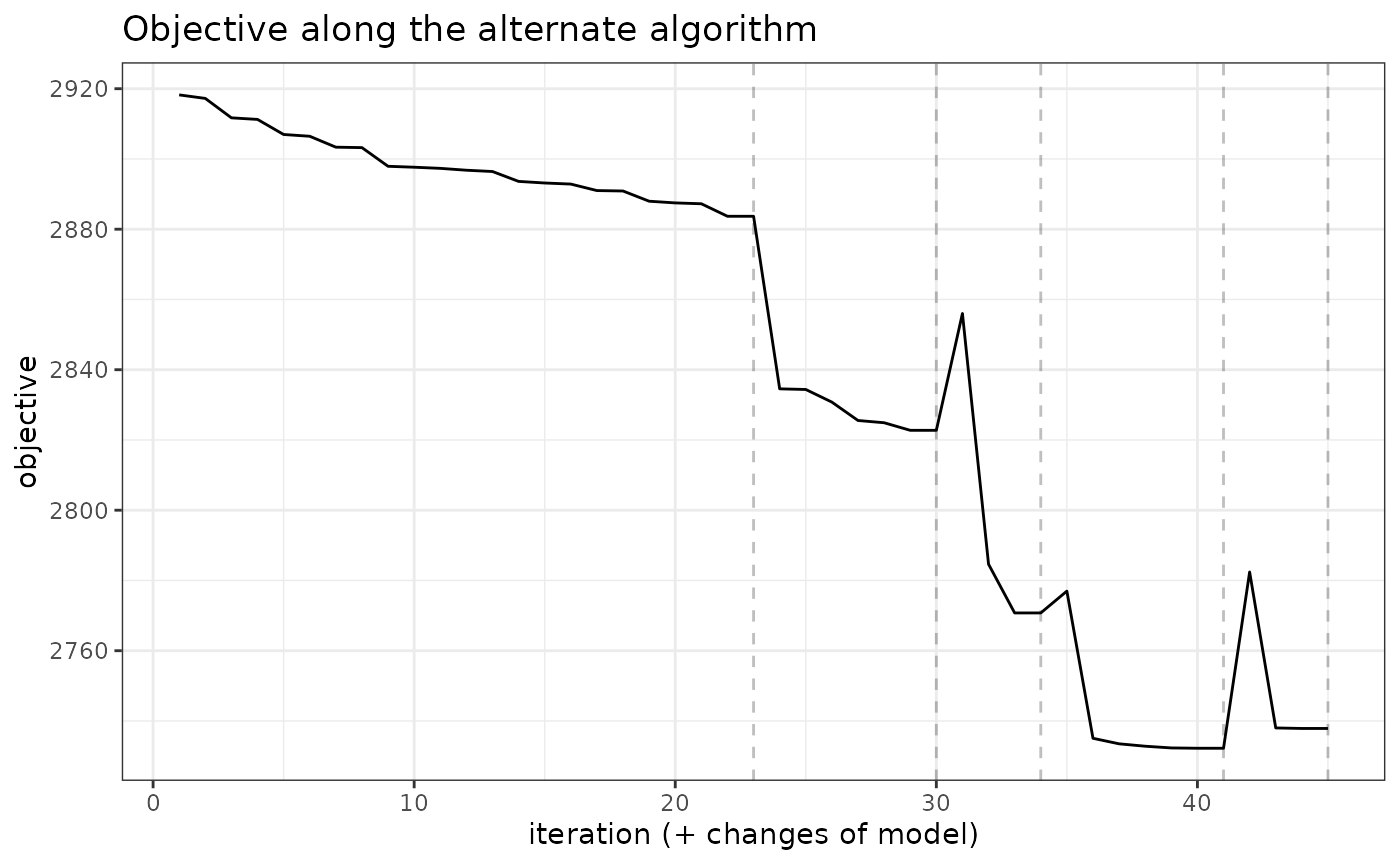 Objective along the alternate algorithm
objective
2920
2880
2840
2800
2760
0 10 20 30 40
iteration (+ changes of model)